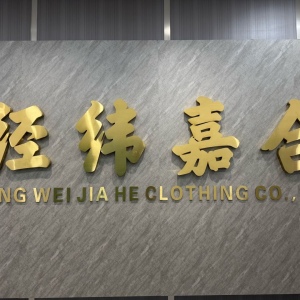 经纬嘉合
NG WEI JIA HE CLOTHING CO.,